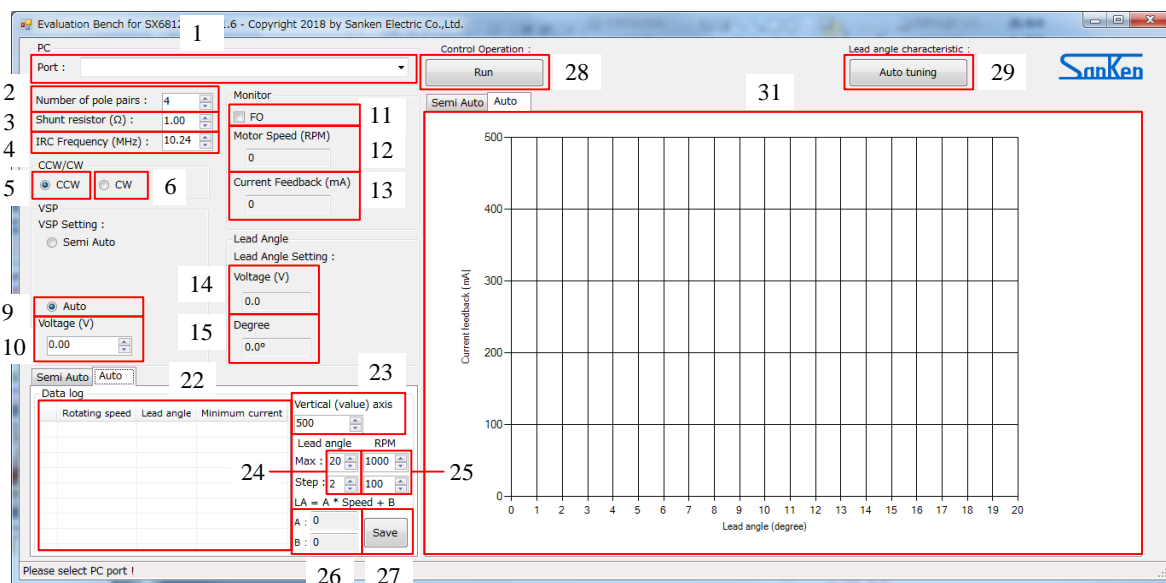 Evaluation Bench for SX6812 1.6 - Copyright 2018 by Sanken Electric Co.,Ltd.
1
PC
Port :
Control Operation :
Run
28
Lead angle characteristic :
Auto tuning
29
SanKen
2
Number of pole pairs : 4
3
Shunt resistor (Ω) : 1.00
4
IRC Frequency (MHz) : 10.24
CCW/CW
5
CCW
CW
6
VSP
VSP Setting :
Semi Auto
9
Auto
10
Voltage (V)
0.00
Monitor
FO
11
Motor Speed (RPM)
0
12
Current Feedback (mA)
0
13
Lead Angle
Lead Angle Setting :
14
Voltage (V)
0.0
15
Degree
0.0°
Semi Auto Auto
22
Data log
Rotating speed Lead angle Minimum current
23
Vertical (value) axis
500
Lead angle RPM
Max : 20 1000
24
25
Step : 2 100
LA = A * Speed + B
A : 0
B : 0
Save
26
27
Semi Auto Auto
31
500
400
300
200
100
0
Current feedback (mA)
0 1 2 3 4 5 6 7 8 9 10 11 12 13 14 15 16 17 18 19 20
Lead angle (degree)
Please select PC port !